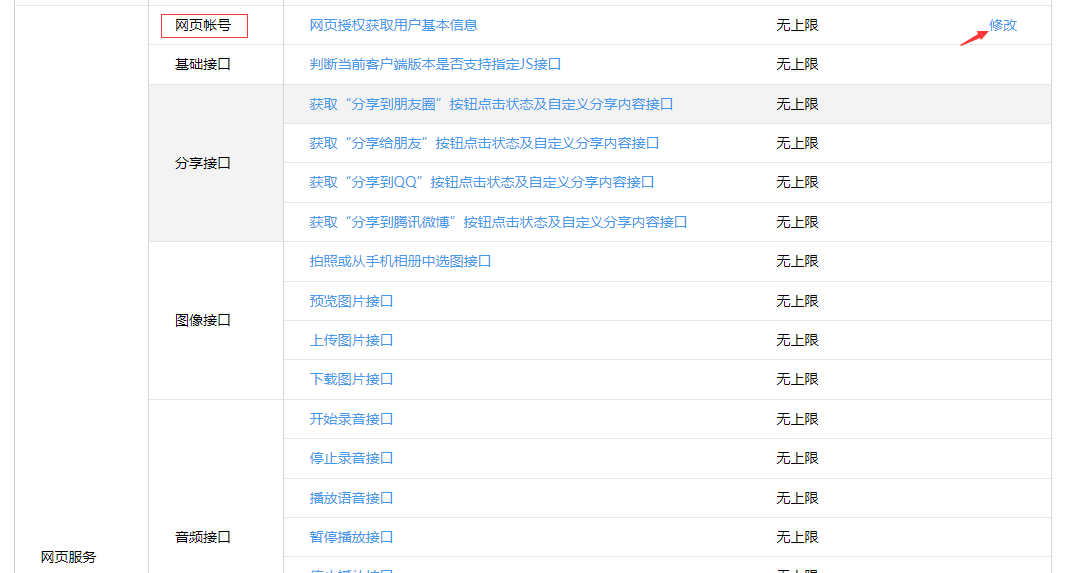 网页帐号 网页授权获取用户基本信息 无上限 修改
基础接口 判断当前客户端版本是否支持指定JS接口 无上限
获取“分享到朋友圈”按钮点击状态及自定义分享内容接口 无上限
获取“分享给朋友”按钮点击状态及自定义分享内容接口 无上限
分享接口
获取“分享到QQ”按钮点击状态及自定义分享内容接口 无上限
获取“分享到腾讯微博”按钮点击状态及自定义分享内容接口 无上限
拍照或从手机相册中选图接口 无上限
预览图片接口 无上限
图像接口
上传图片接口 无上限
下载图片接口 无上限
开始录音接口 无上限
停止录音接口 无上限
播放语音接口 无上限
音频接口 暂停播放接口 无上限
网页服务
停止播放接口 无上限